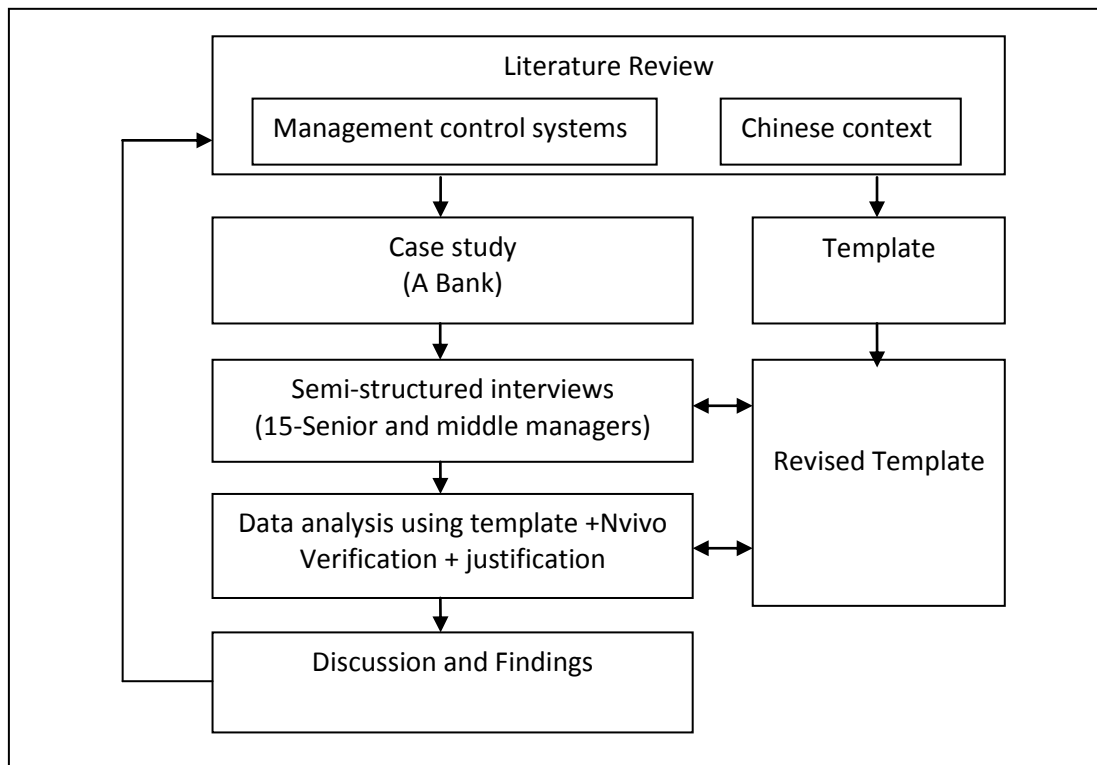 Literature Review
Management control systems
Chinese context
Case study
(A Bank)
Template
Semi-structured interviews
(15-Senior and middle managers)
Revised Template
Data analysis using template +Nvivo
Verification + justification
Discussion and Findings